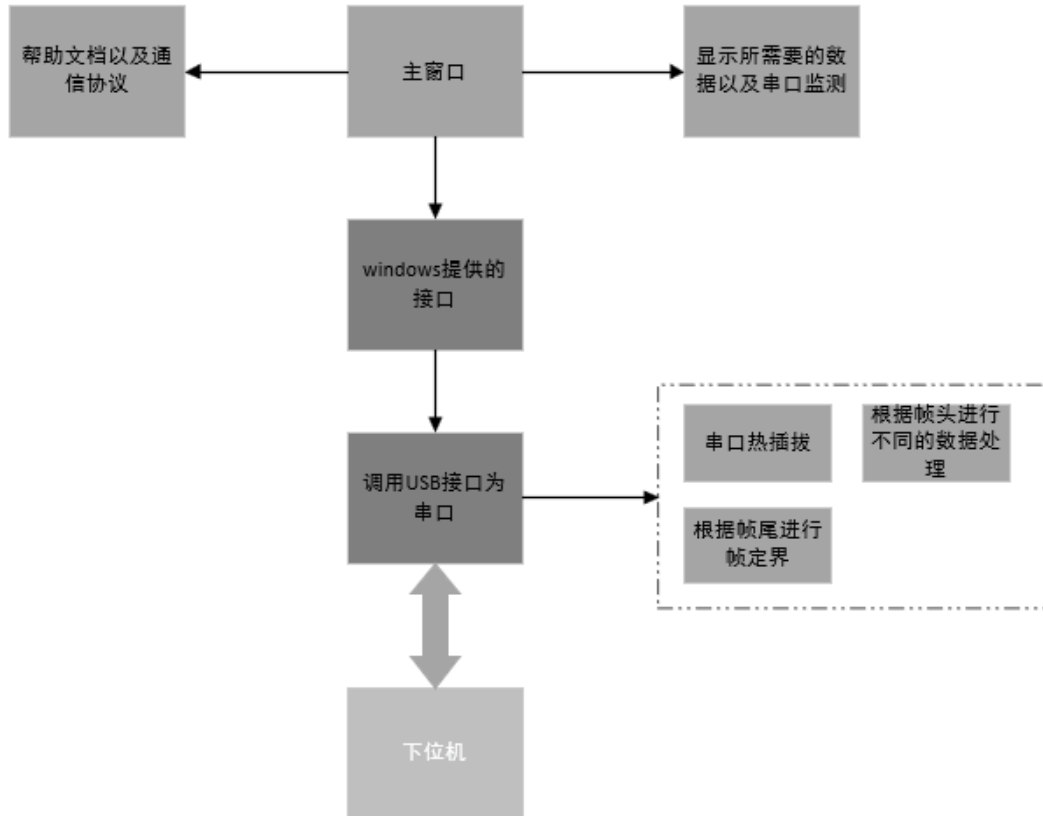 帮助文档以及通
信协议
主窗口
显示所需要的数
据以及串口监测
windows提供的
接口
调用USB接口为
串口
串口热插拔
根据帧头进行
不同的数据处
理
根据帧尾进行
帧定界
下位机